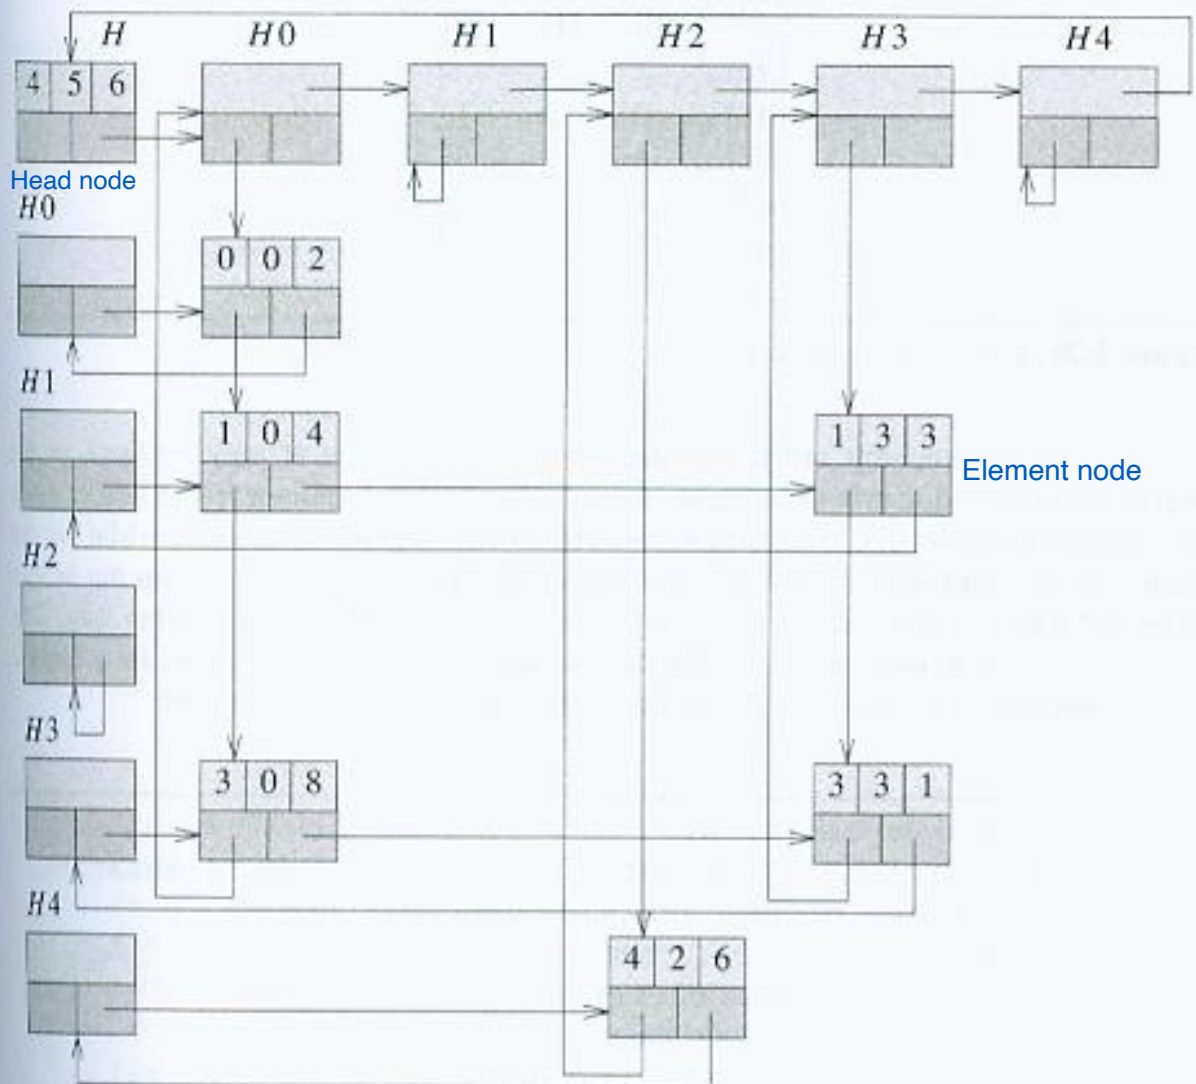 H H0 H1 H2 H3 H4
4 5 6
Head node
H0
0 0 2
H1
1 0 4
1 3 3
Element node
H2
H3
3 0 8
3 3 1
H4
4 2 6